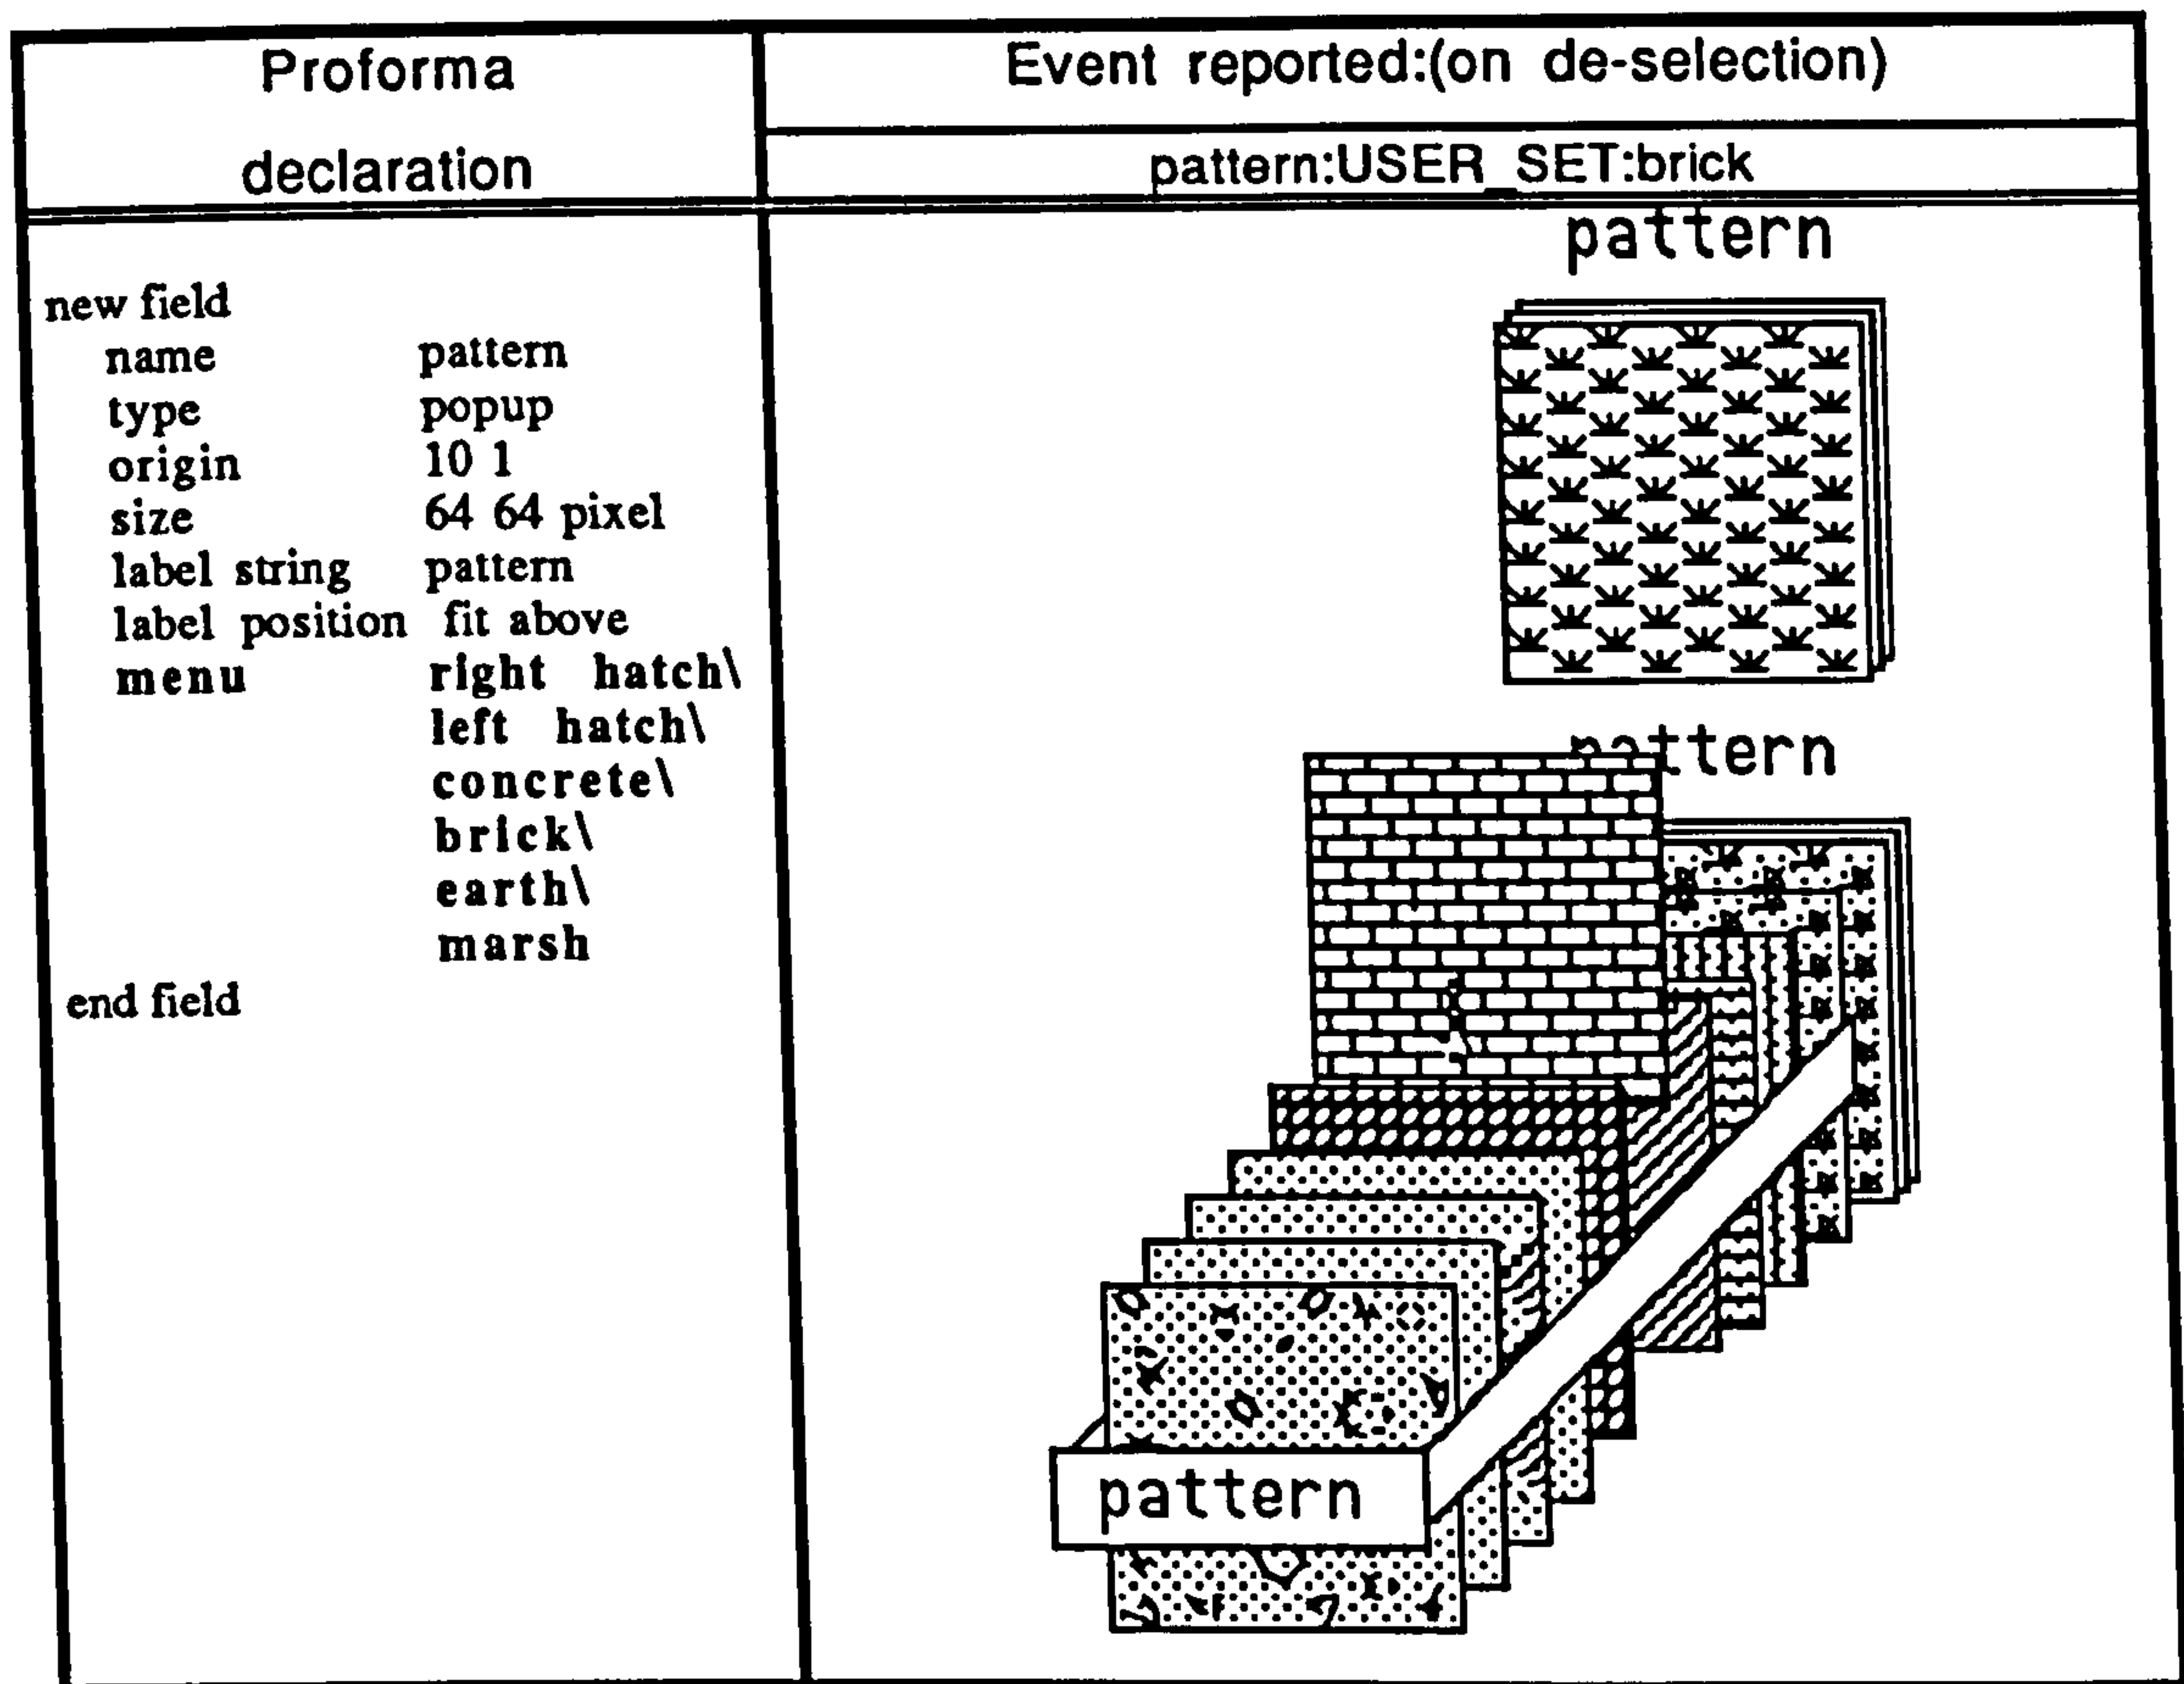 Proforma
declaration
Event reported:(on de-selection)
pattern:USER_SET:brick
new field
name pattern
type popup
origin 10 1
size 64 64 pixel
label string pattern
label position fit above
menu right hatch\
left hatch\
concrete\
brick\
earth\
marsh
end field
pattern
pattern
pattern